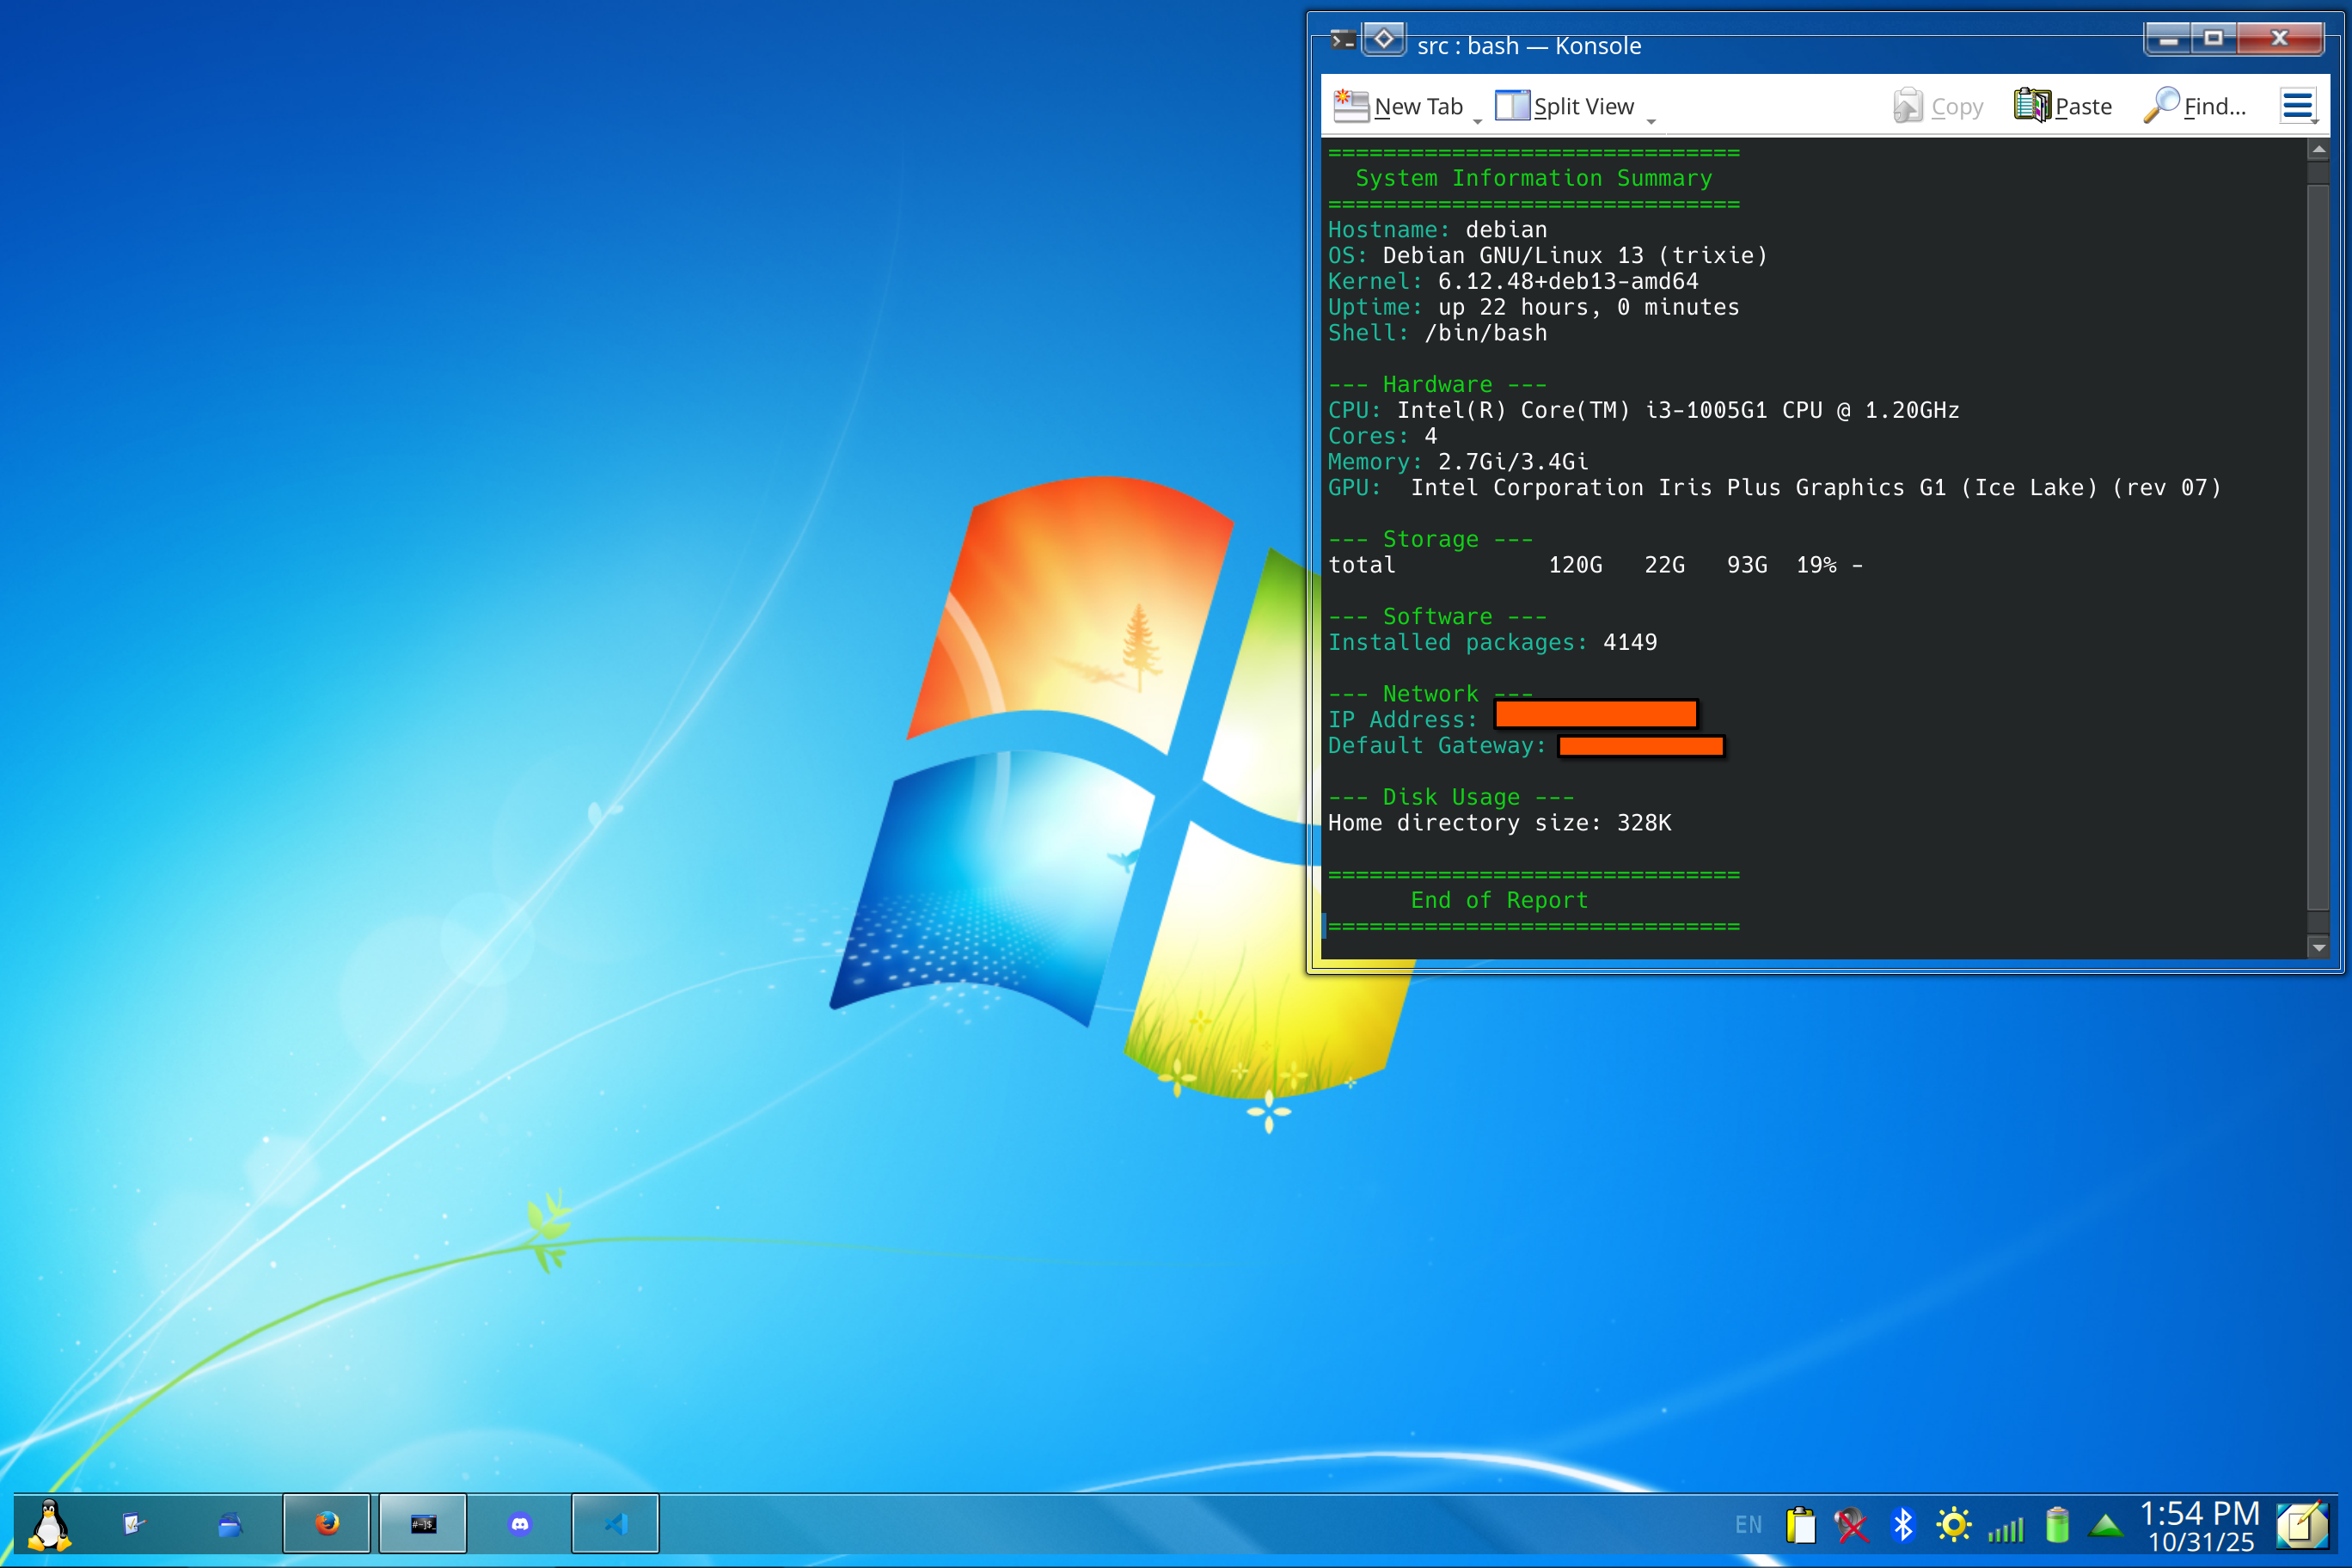 src : bash — Konsole
New Tab Split View Copy Paste Find...
==============================
System Information Summary
==============================
Hostname: debian
OS: Debian GNU/Linux 13 (trixie)
Kernel: 6.12.48+deb13-amd64
Uptime: up 22 hours, 0 minutes
Shell: /bin/bash
--- Hardware ---
CPU: Intel(R) Core(TM) i3-1005G1 CPU @ 1.20GHz
Cores: 4
Memory: 2.7Gi/3.4Gi
GPU:  Intel Corporation Iris Plus Graphics G1 (Ice Lake) (rev 07)
--- Storage ---
total 120G 22G 93G 19% -
--- Software ---
Installed packages: 4149
--- Network ---
IP Address:
Default Gateway:
--- Disk Usage ---
Home directory size: 328K
==============================
End of Report
==============================
#~]$_
EN
1:54 PM
10/31/25